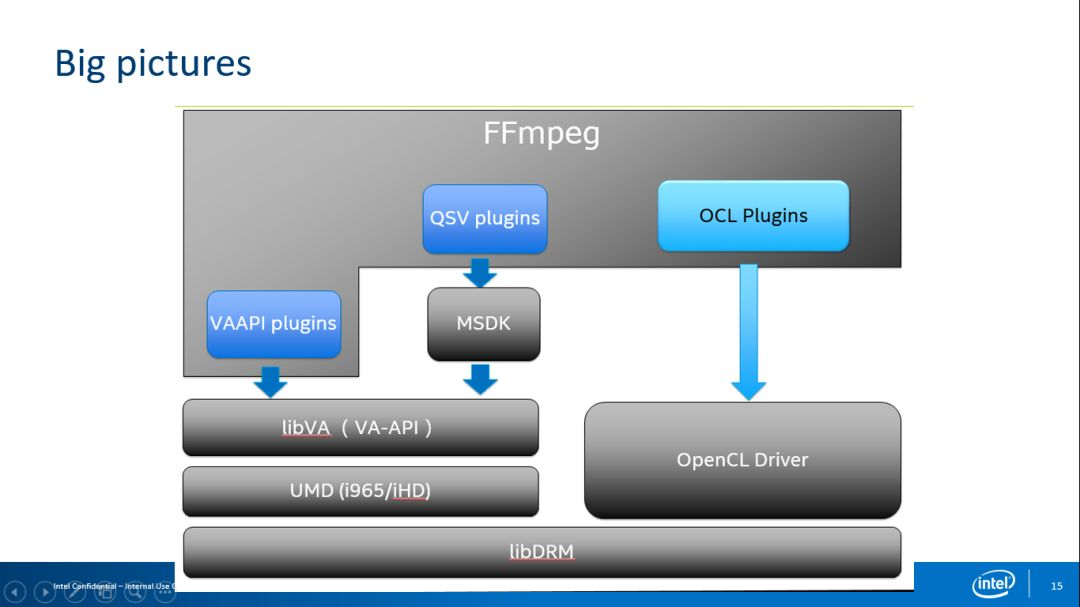 Big pictures
FFmpeg
QSV plugins
OCL Plugins
VAAPI plugins
MSDK
libVA ( VA-API )
OpenCL Driver
UMD (i965/iHD)
libDRM
Intel Confidential – Internal Use
intel
15